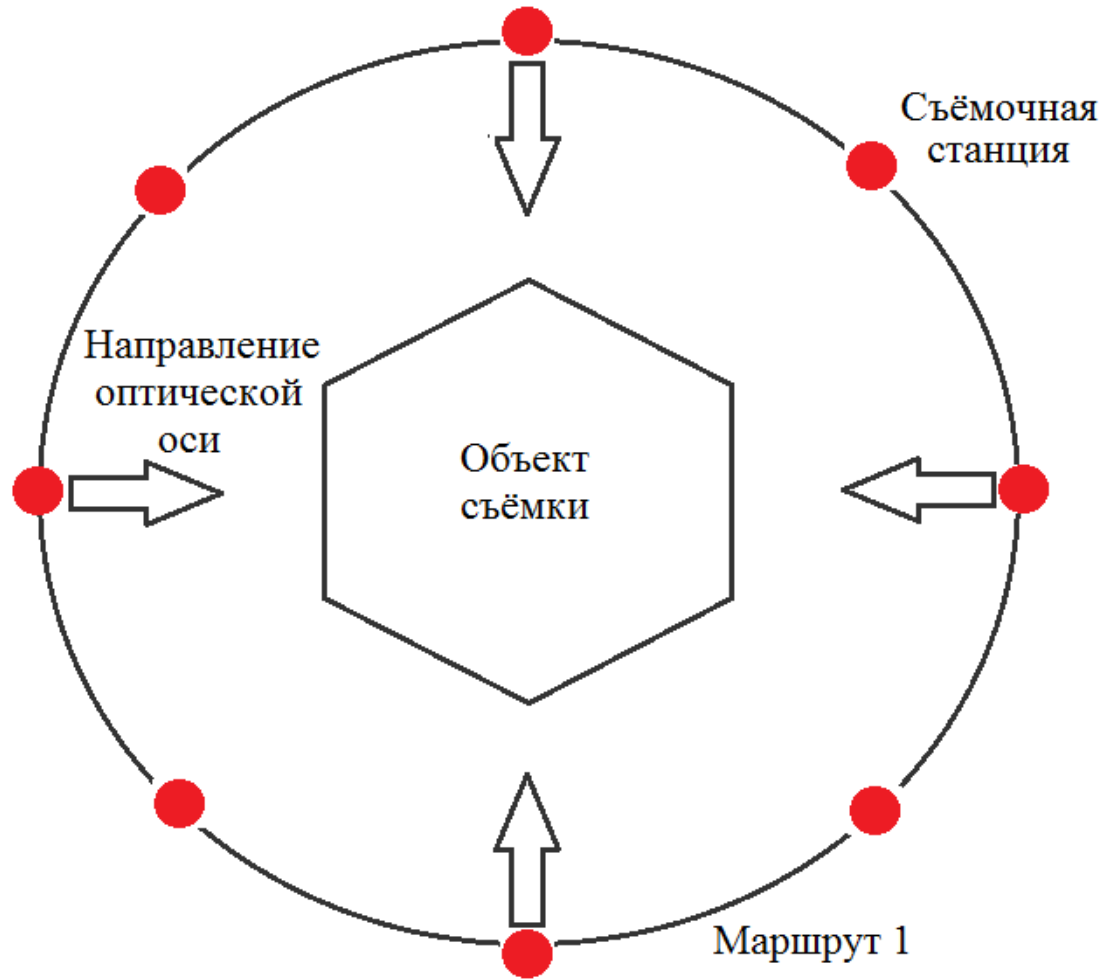 Съёмочная
станция
Направление
оптической
оси
Объект
съёмки
Маршрут 1